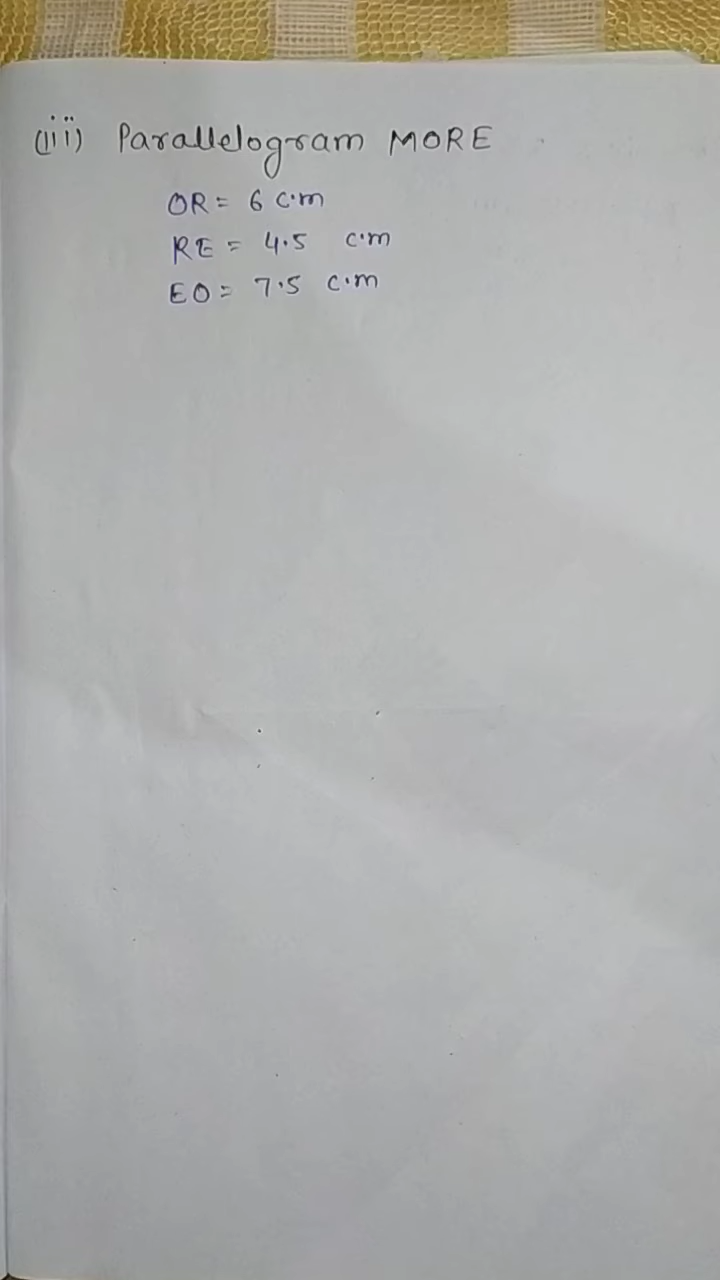 (iii) Parallelogram MORE
OR = 6 c.m
RE = 4.5 c.m
EO = 7.5 c.m